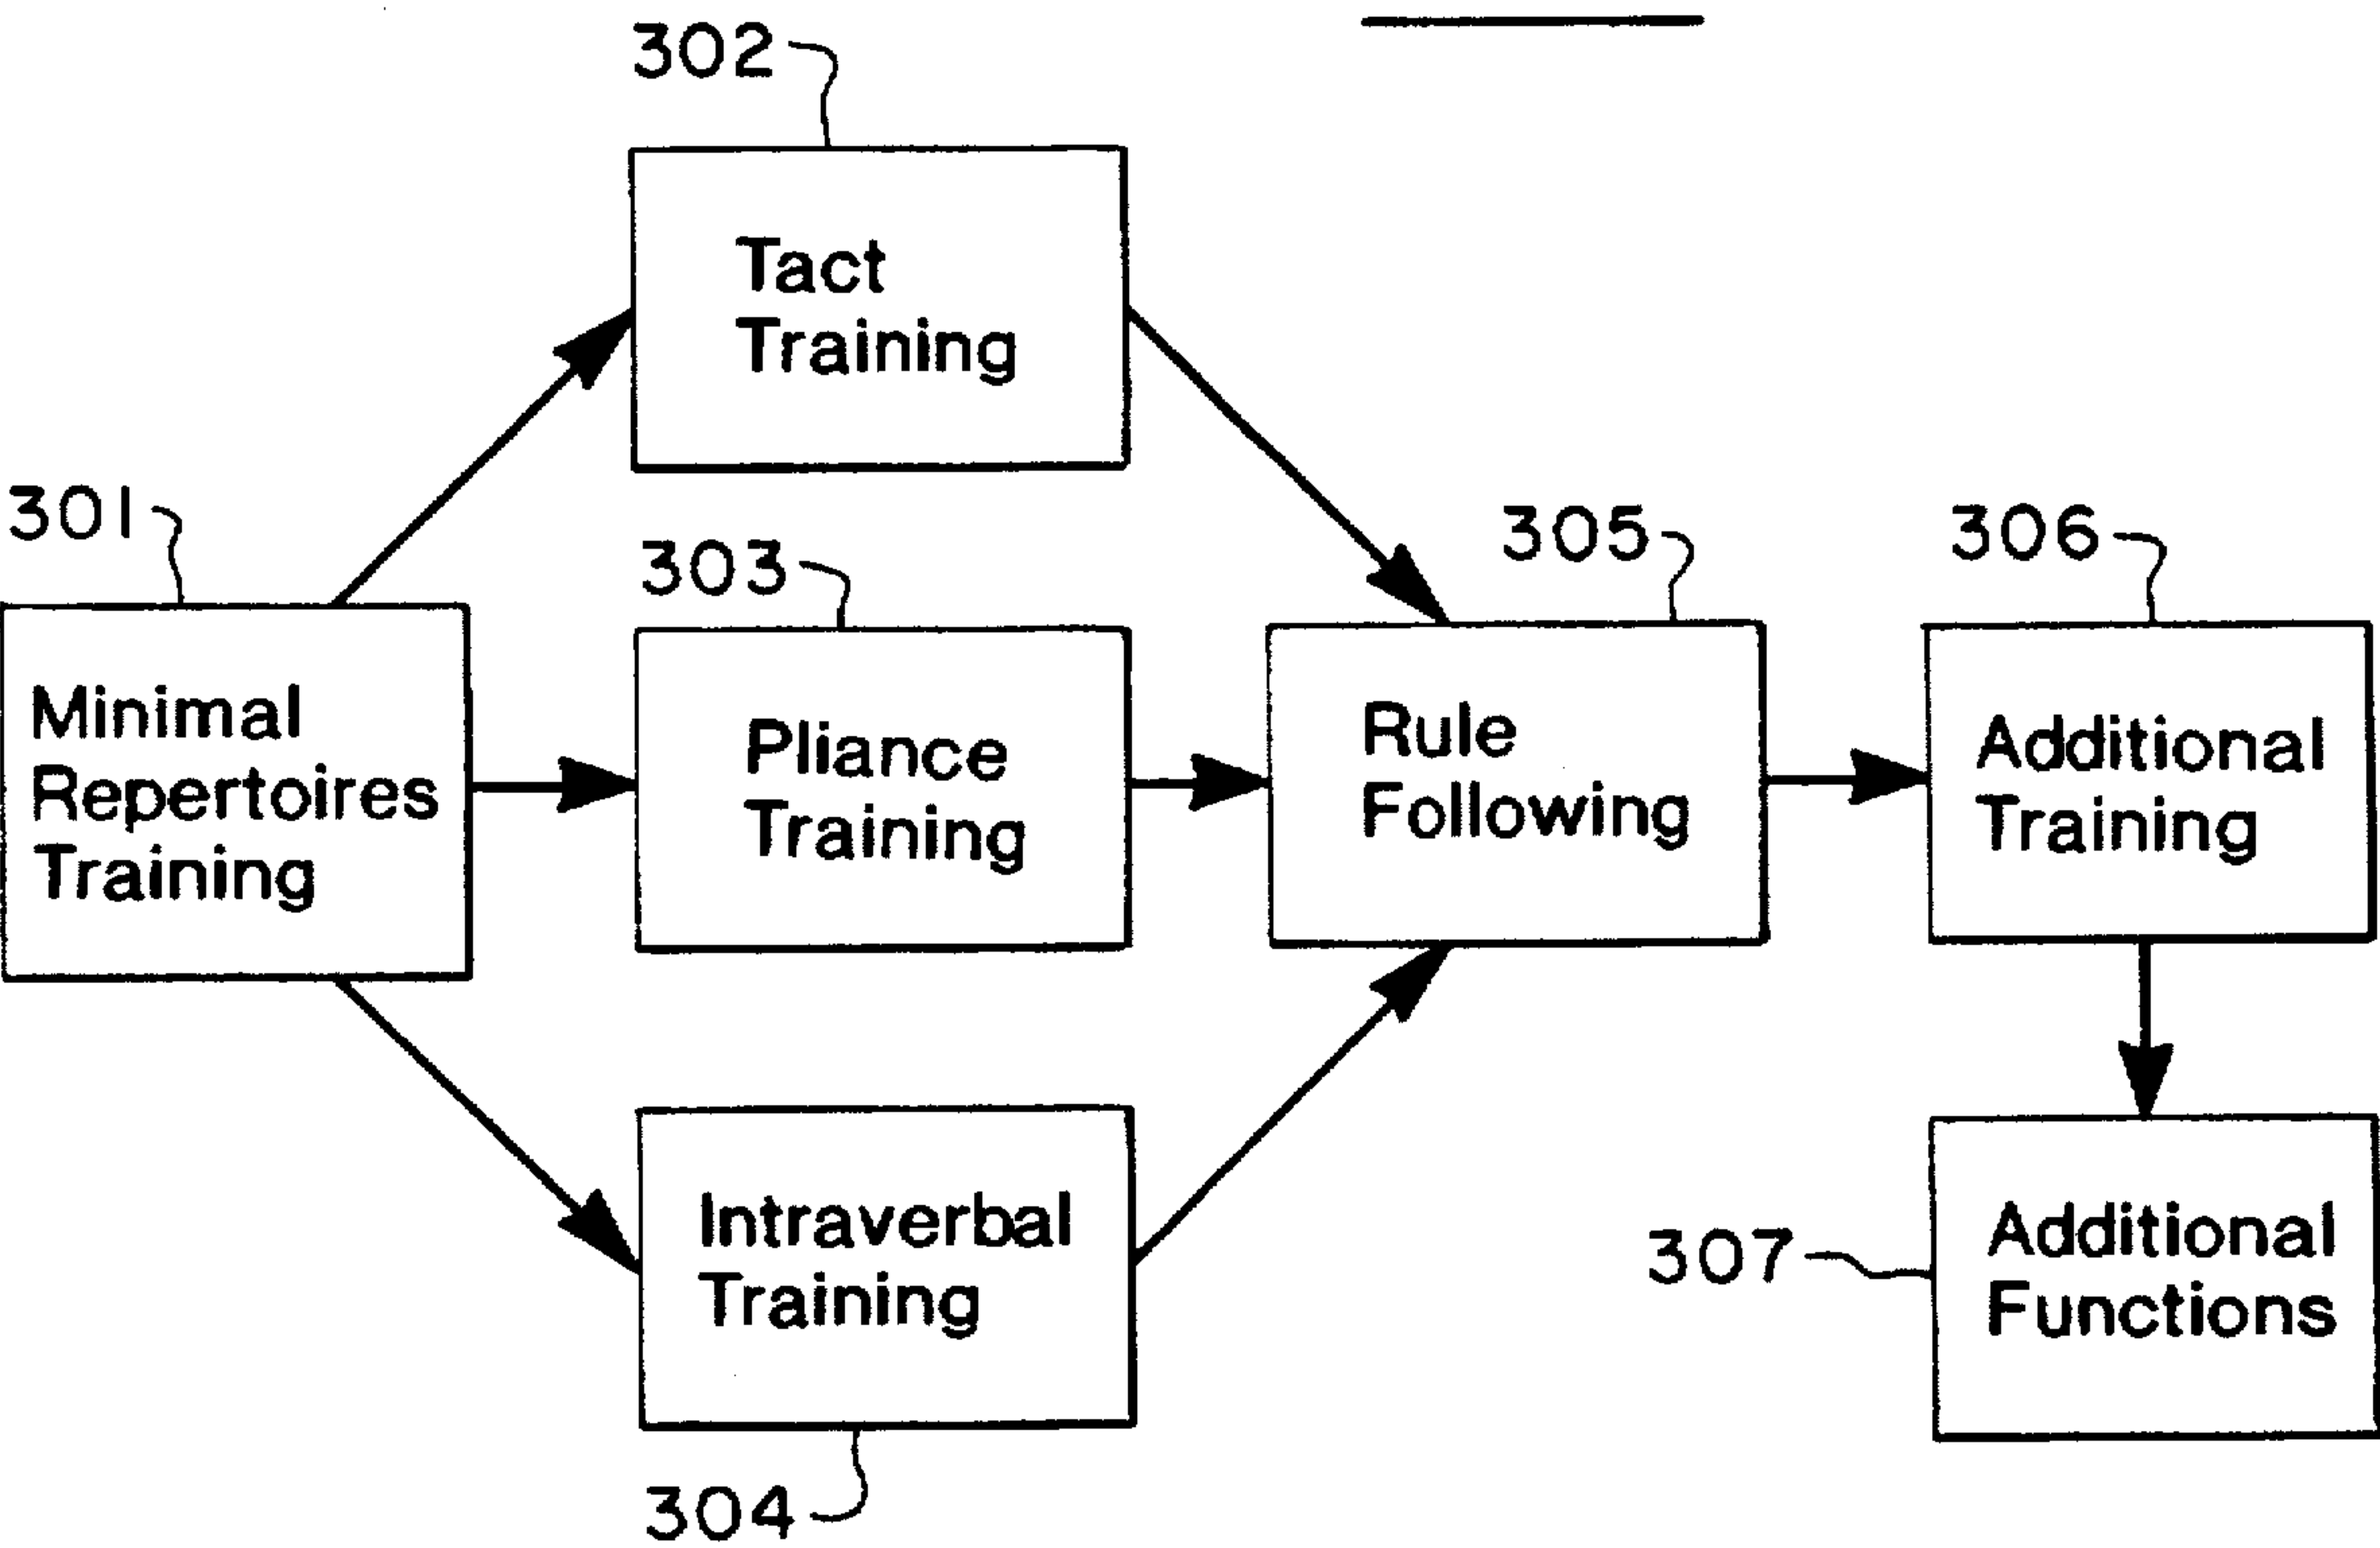 302
Tact
Training
301
Minimal
Repertoires
Training
303
Pliance
Training
305
Rule
Following
306
Additional
Training
Intraverbal
Training
304
307
Additional
Functions